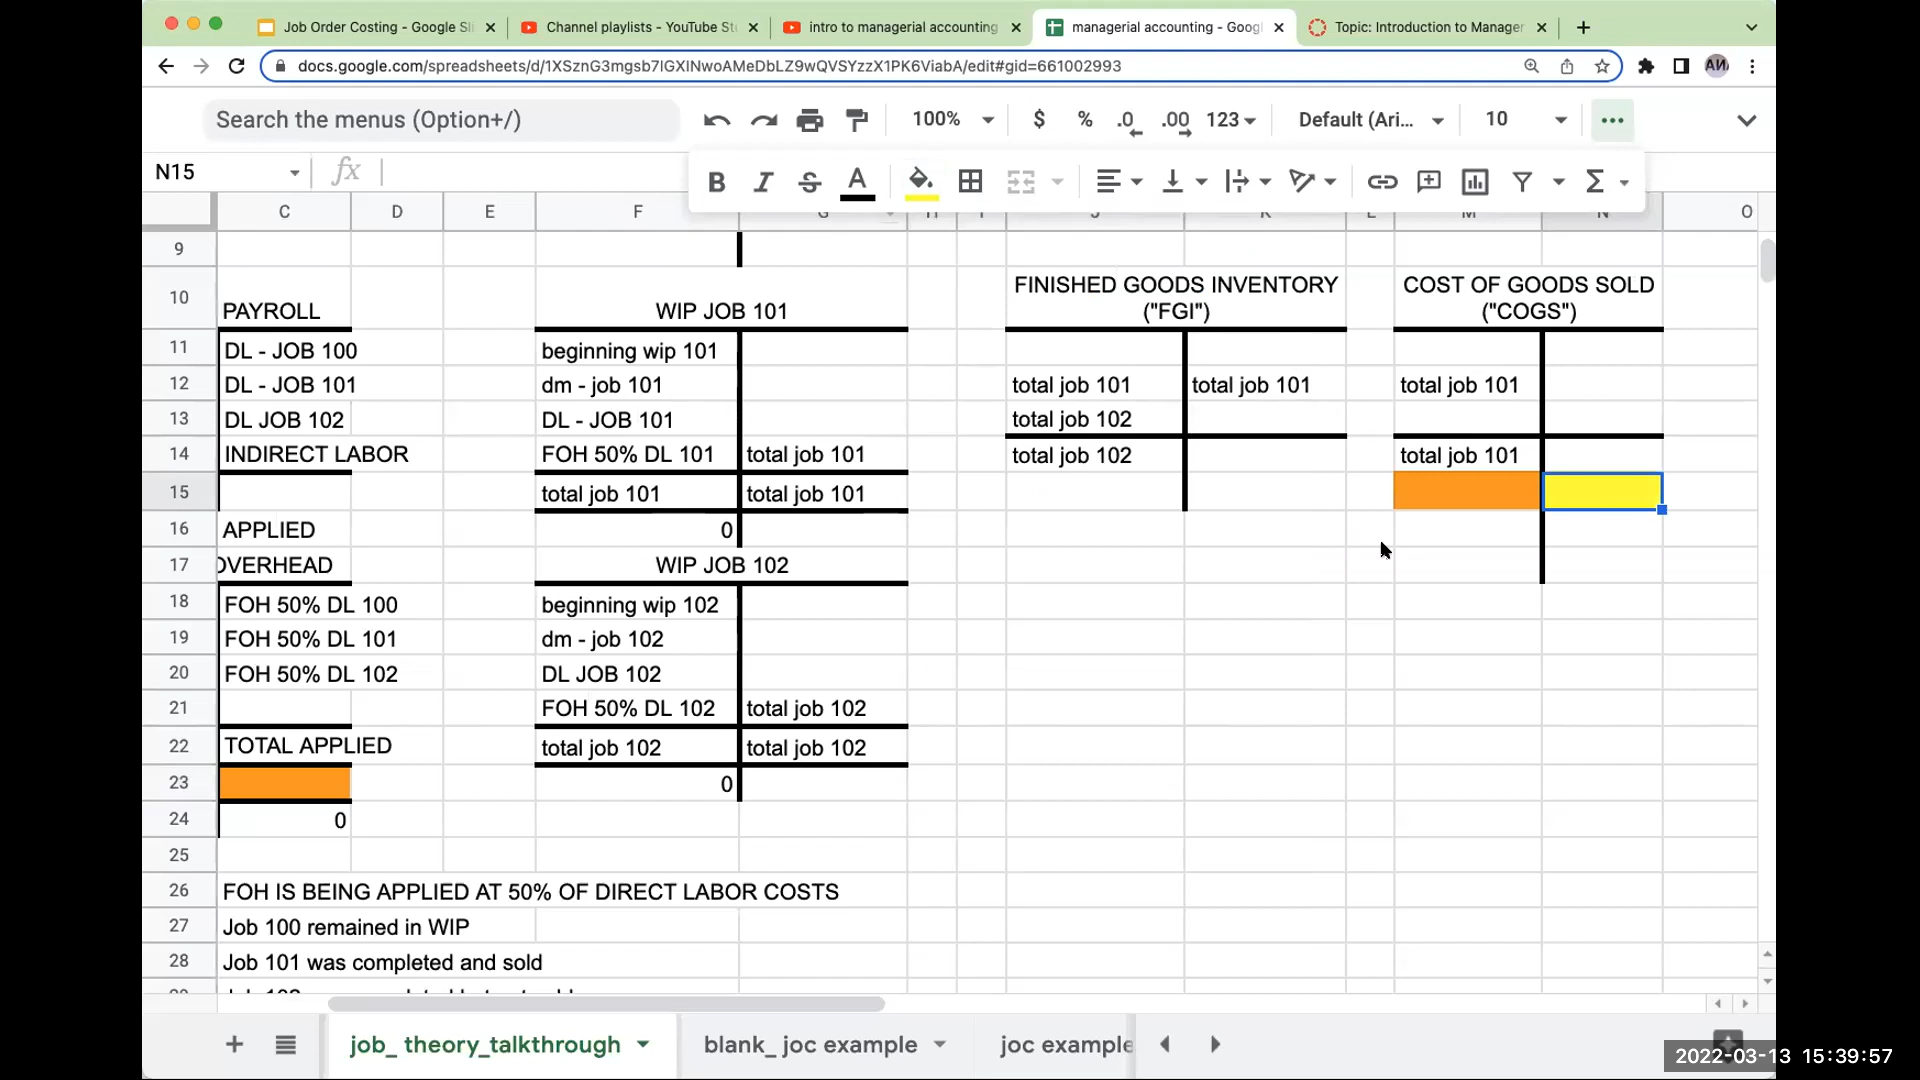 Job Order Costing - Google Sli
Channel playlists - YouTube Stu
intro to managerial accounting
managerial accounting - Googl
Topic: Introduction to Manager
docs.google.com/spreadsheets/d/1XSznG3mgsb7lGXINwoAMeDbLZ9wQVSYzzX1PK6ViabA/edit#gid=661002993
Search the menus (Option+/)
100% $ % .0 .00 123 Default (Ari... 10
N15 fx
B I S A
C D E F G H I J K L M N O
9
10 PAYROLL WIP JOB 101 FINISHED GOODS INVENTORY ("FGI") COST OF GOODS SOLD ("COGS")
11 DL - JOB 100 beginning wip 101
12 DL - JOB 101 dm - job 101 total job 101 total job 101 total job 101
13 DL JOB 102 DL - JOB 101 total job 102
14 INDIRECT LABOR FOH 50% DL 101 total job 101 total job 102 total job 101
15 total job 101 total job 101
16 APPLIED 0
17 OVERHEAD WIP JOB 102
18 FOH 50% DL 100 beginning wip 102
19 FOH 50% DL 101 dm - job 102
20 FOH 50% DL 102 DL JOB 102
21 FOH 50% DL 102 total job 102
22 TOTAL APPLIED total job 102 total job 102
23 0
24 0
25
26 FOH IS BEING APPLIED AT 50% OF DIRECT LABOR COSTS
27 Job 100 remained in WIP
28 Job 101 was completed and sold
job_ theory_talkthrough blank_ joc example joc example
2022-03-13 15:39:57